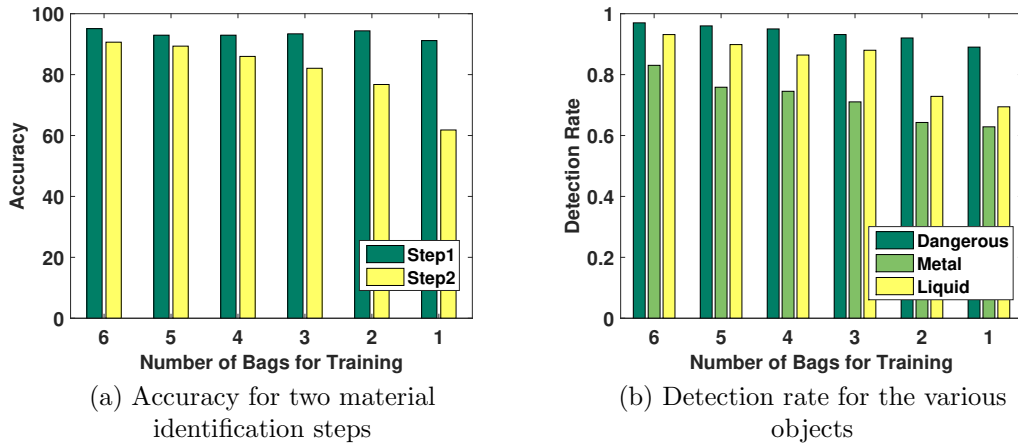 100
80
60
40
20
0
Accuracy
Step1
Step2
6 5 4 3 2 1
Number of Bags for Training
(a) Accuracy for two material
identification steps
1
0.8
0.6
0.4
0.2
0
Detection Rate
Dangerous
Metal
Liquid
6 5 4 3 2 1
Number of Bags for Training
(b) Detection rate for the various
objects